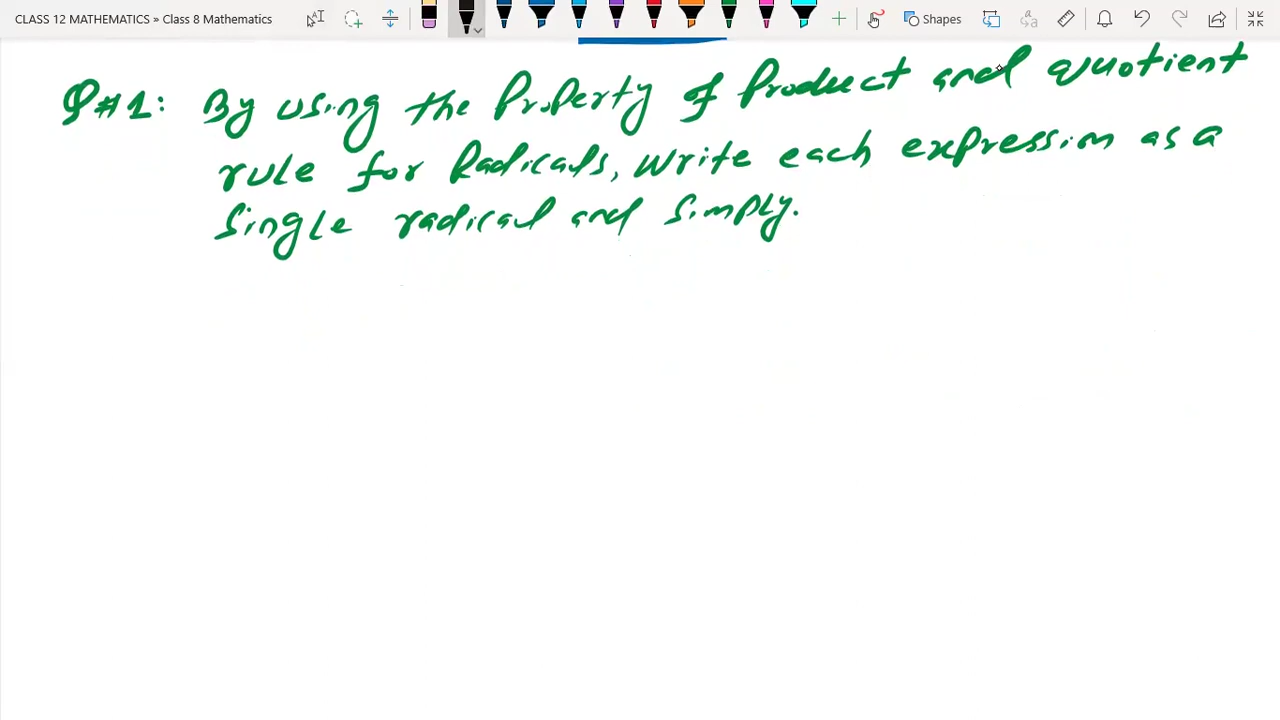 CLASS 12 MATHEMATICS » Class 8 Mathematics
Shapes
Q#1: By using the Property of Product and quotient
rule for Radicals, write each expression as a
Single radical and Simply.